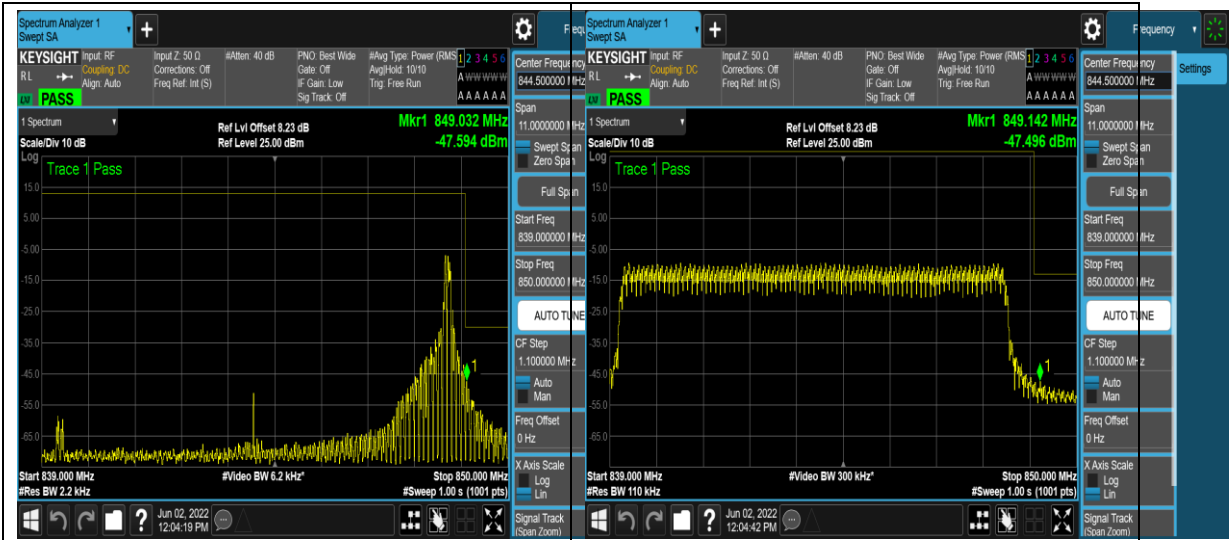 Spectrum Analyzer 1
Swept SA
+
Frequ
KEYSIGHT
Input: RF
Coupling: DC
Align: Auto
Input Z: 50 Ω
Corrections: Off
Freq Ref: Int (S)
#Atten: 40 dB
PNO: Best Wide
Gate: Off
IF Gain: Low
Sig Track: Off
#Avg Type: Power (RMS
Avg|Hold: 10/10
Trig: Free Run
1 2 3 4 5 6
A W W W W W
A A A A A A
RL
LXI
PASS
1 Spectrum
Scale/Div 10 dB
Log
Ref Lvl Offset 8.23 dB
Ref Level 25.00 dBm
Mkr1 849.032 MHz
-47.594 dBm
Trace 1 Pass
15.0
5.00
-5.00
-15.0
-25.0
-35.0
-45.0
-55.0
-65.0
1
Start 839.000 MHz
#Res BW 2.2 kHz
#Video BW 6.2 kHz*
Stop 850.000 MHz
#Sweep 1.00 s (1001 pts)
Jun 02, 2022
12:04:19 PM
Center Frequency
844.500000 MHz
Span
11.0000000 MHz
Swept Span
Zero Span
Full Span
Start Freq
839.000000 MHz
Stop Freq
850.000000 MHz
AUTO TUNE
CF Step
1.100000 MHz
Auto
Man
Freq Offset
0 Hz
X Axis Scale
Log
Lin
Signal Track
(Span Zoom)
Spectrum Analyzer 1
Swept SA
+
Frequency
KEYSIGHT
Input: RF
Coupling: DC
Align: Auto
Input Z: 50 Ω
Corrections: Off
Freq Ref: Int (S)
#Atten: 40 dB
PNO: Best Wide
Gate: Off
IF Gain: Low
Sig Track: Off
#Avg Type: Power (RMS
Avg|Hold: 10/10
Trig: Free Run
1 2 3 4 5 6
A W W W W W
A A A A A A
RL
LXI
PASS
1 Spectrum
Scale/Div 10 dB
Log
Ref Lvl Offset 8.23 dB
Ref Level 25.00 dBm
Mkr1 849.142 MHz
-47.496 dBm
Trace 1 Pass
15.0
5.00
-5.00
-15.0
-25.0
-35.0
-45.0
-55.0
-65.0
1
Start 839.000 MHz
#Res BW 110 kHz
#Video BW 300 kHz*
Stop 850.000 MHz
#Sweep 1.00 s (1001 pts)
Jun 02, 2022
12:04:42 PM
Center Frequency
844.500000 MHz
Span
11.0000000 MHz
Swept Span
Zero Span
Full Span
Start Freq
839.000000 MHz
Stop Freq
850.000000 MHz
AUTO TUNE
CF Step
1.100000 MHz
Auto
Man
Freq Offset
0 Hz
X Axis Scale
Log
Lin
Signal Track
(Span Zoom)
Settings